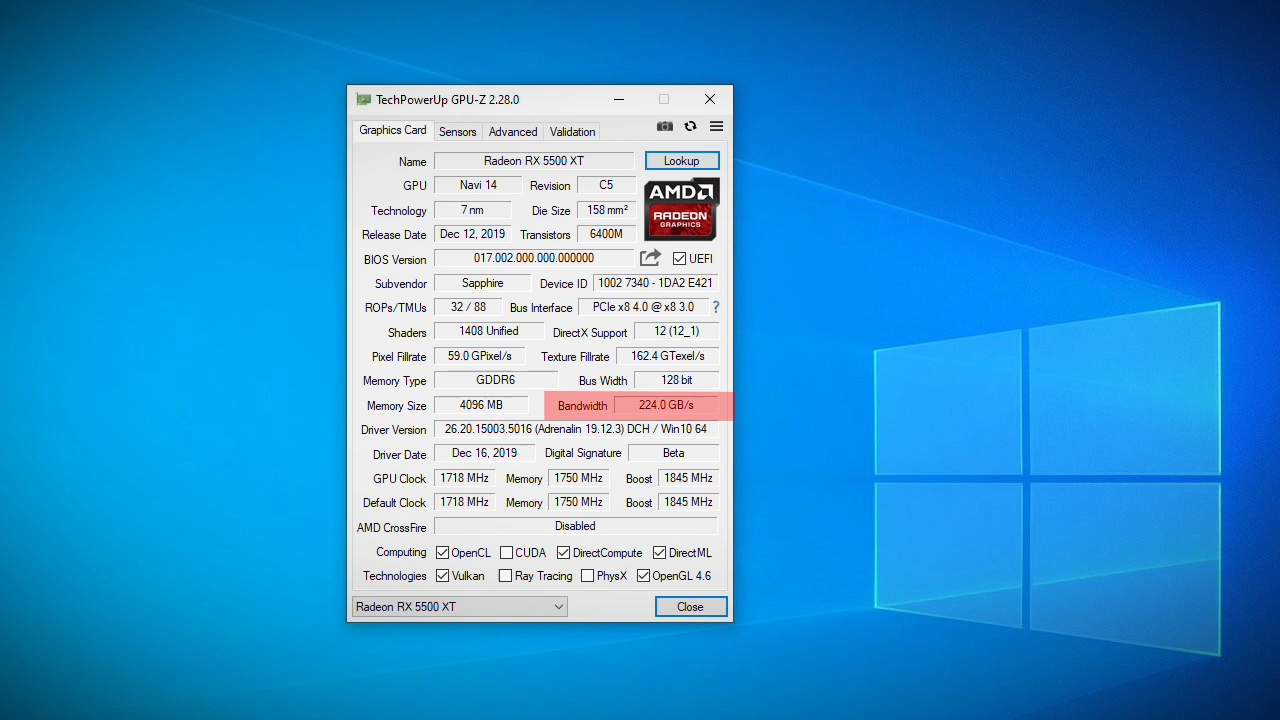 TechPowerUp GPU-Z 2.28.0
Graphics Card Sensors Advanced Validation
Name Radeon RX 5500 XT Lookup
GPU Navi 14 Revision C5
AMD
RADEON
GRAPHICS
Technology 7 nm Die Size 158 mm²
Release Date Dec 12, 2019 Transistors 6400M
BIOS Version 017.002.000.000.000000 UEFI
Subvendor Sapphire Device ID 1002 7340 - 1DA2 E421
ROPs/TMUs 32 / 88 Bus Interface PCIe x8 4.0 @ x8 3.0 ?
Shaders 1408 Unified DirectX Support 12 (12_1)
Pixel Fillrate 59.0 GPixel/s Texture Fillrate 162.4 GTexel/s
Memory Type GDDR6 Bus Width 128 bit
Memory Size 4096 MB Bandwidth 224.0 GB/s
Driver Version 26.20.15003.5016 (Adrenalin 19.12.3) DCH / Win10 64
Driver Date Dec 16, 2019 Digital Signature Beta
GPU Clock 1718 MHz Memory 1750 MHz Boost 1845 MHz
Default Clock 1718 MHz Memory 1750 MHz Boost 1845 MHz
AMD CrossFire Disabled
Computing OpenCL CUDA DirectCompute DirectML
Technologies Vulkan Ray Tracing PhysX OpenGL 4.6
Radeon RX 5500 XT Close